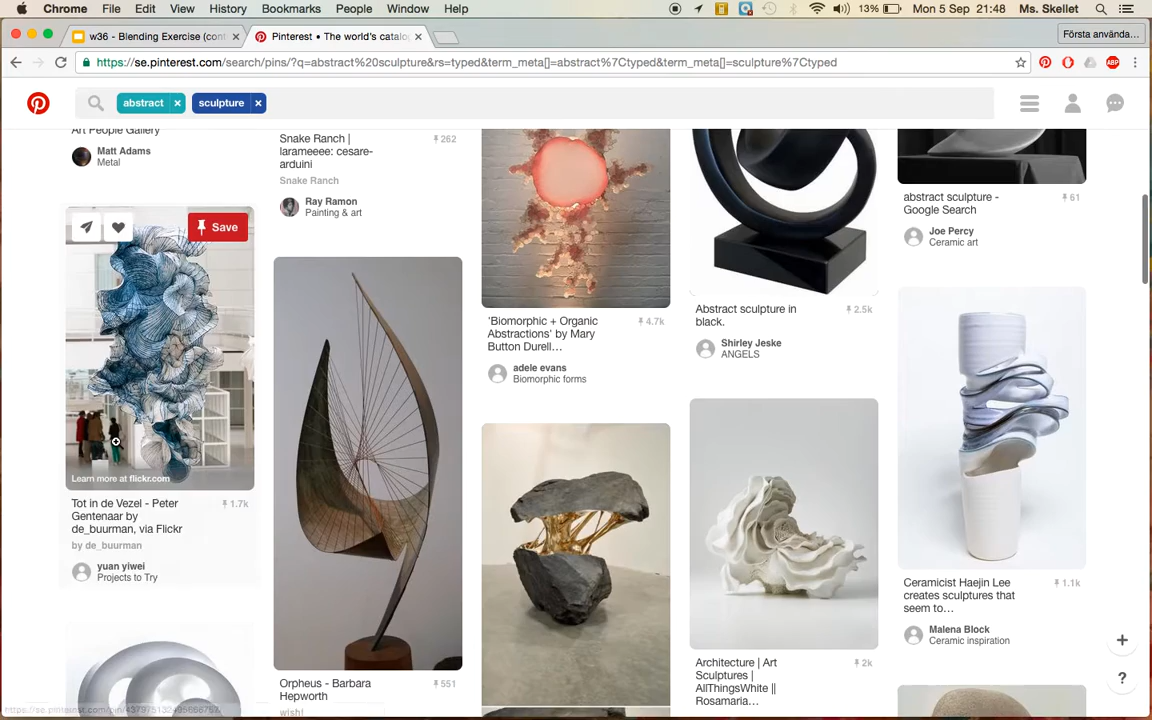 Chrome File Edit View History Bookmarks People Window Help
13% Mon 5 Sep 21:48 Ms. Skellet
w36 - Blending Exercise (cont
Pinterest • The world's catalo
Första använda…
https://se.pinterest.com/search/pins/?q=abstract%20sculpture&rs=typed&term_meta[]=abstract%7Ctyped&term_meta[]=sculpture%7Ctyped
abstract × sculpture ×
Art People Gallery
Matt Adams
Metal
Save
Learn more at flickr.com
Tot in de Vezel - Peter
1.7k
Gentenaar by
de_buurman, via Flickr
by de_buurman
yuan yiwei
Projects to Try
Snake Ranch |
262
larameeee: cesare-
arduini
Snake Ranch
Ray Ramon
Painting & art
Orpheus - Barbara
551
Hepworth
wish!
'Biomorphic + Organic
4.7k
Abstractions' by Mary
Button Durell…
adele evans
Biomorphic forms
Abstract sculpture in
2.5k
black.
Shirley Jeske
ANGELS
Architecture | Art
2k
Sculptures |
AllThingsWhite ||
Rosamaria…
abstract sculpture -
61
Google Search
Joe Percy
Ceramic art
Ceramicist Haejin Lee
1.1k
creates sculptures that
seem to…
Malena Block
Ceramic inspiration
+
?